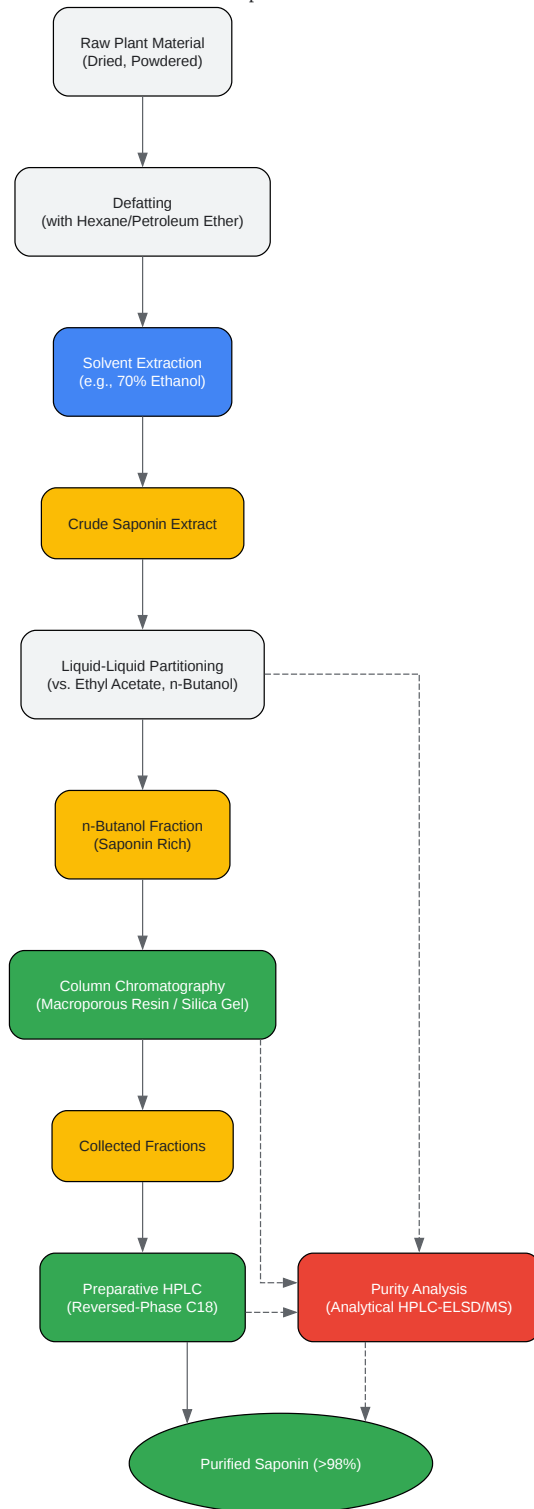 Raw Plant Material
(Dried, Powdered)
Defatting
(with Hexane/Petroleum Ether)
Solvent Extraction
(e.g., 70% Ethanol)
Crude Saponin Extract
Liquid-Liquid Partitioning
(vs. Ethyl Acetate, n-Butanol)
n-Butanol Fraction
(Saponin Rich)
Column Chromatography
(Macroporous Resin / Silica Gel)
Collected Fractions
Preparative HPLC
(Reversed-Phase C18)
Purity Analysis
(Analytical HPLC-ELSD/MS)
Purified Saponin (>98%)